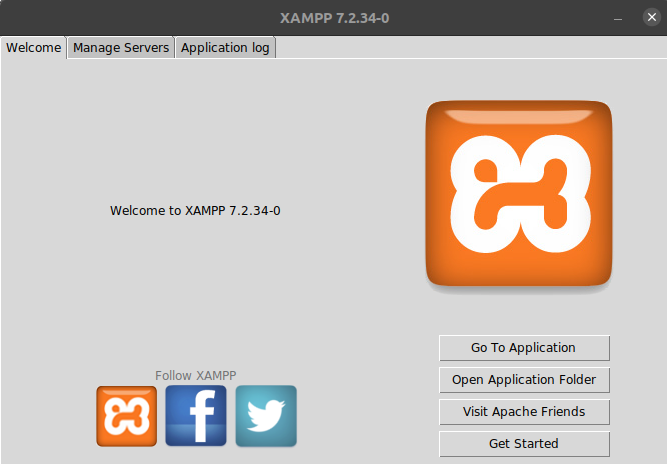 XAMPP 7.2.34-0
Welcome Manage Servers Application log
Welcome to XAMPP 7.2.34-0
Follow XAMPP
Go To Application
Open Application Folder
Visit Apache Friends
Get Started